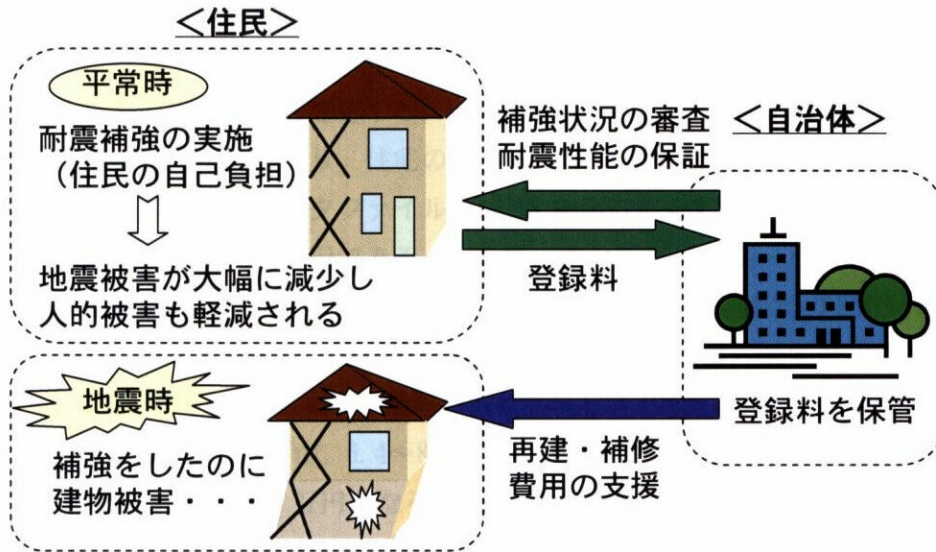 ＜住民＞
平常時
耐震補強の実施
（住民の自己負担）
地震被害が大幅に減少し
人的被害も軽減される
補強状況の審査
耐震性能の保証
＜自治体＞
登録料
登録料を保管
地震時
補強をしたのに
建物被害・・・
再建・補修
費用の支援